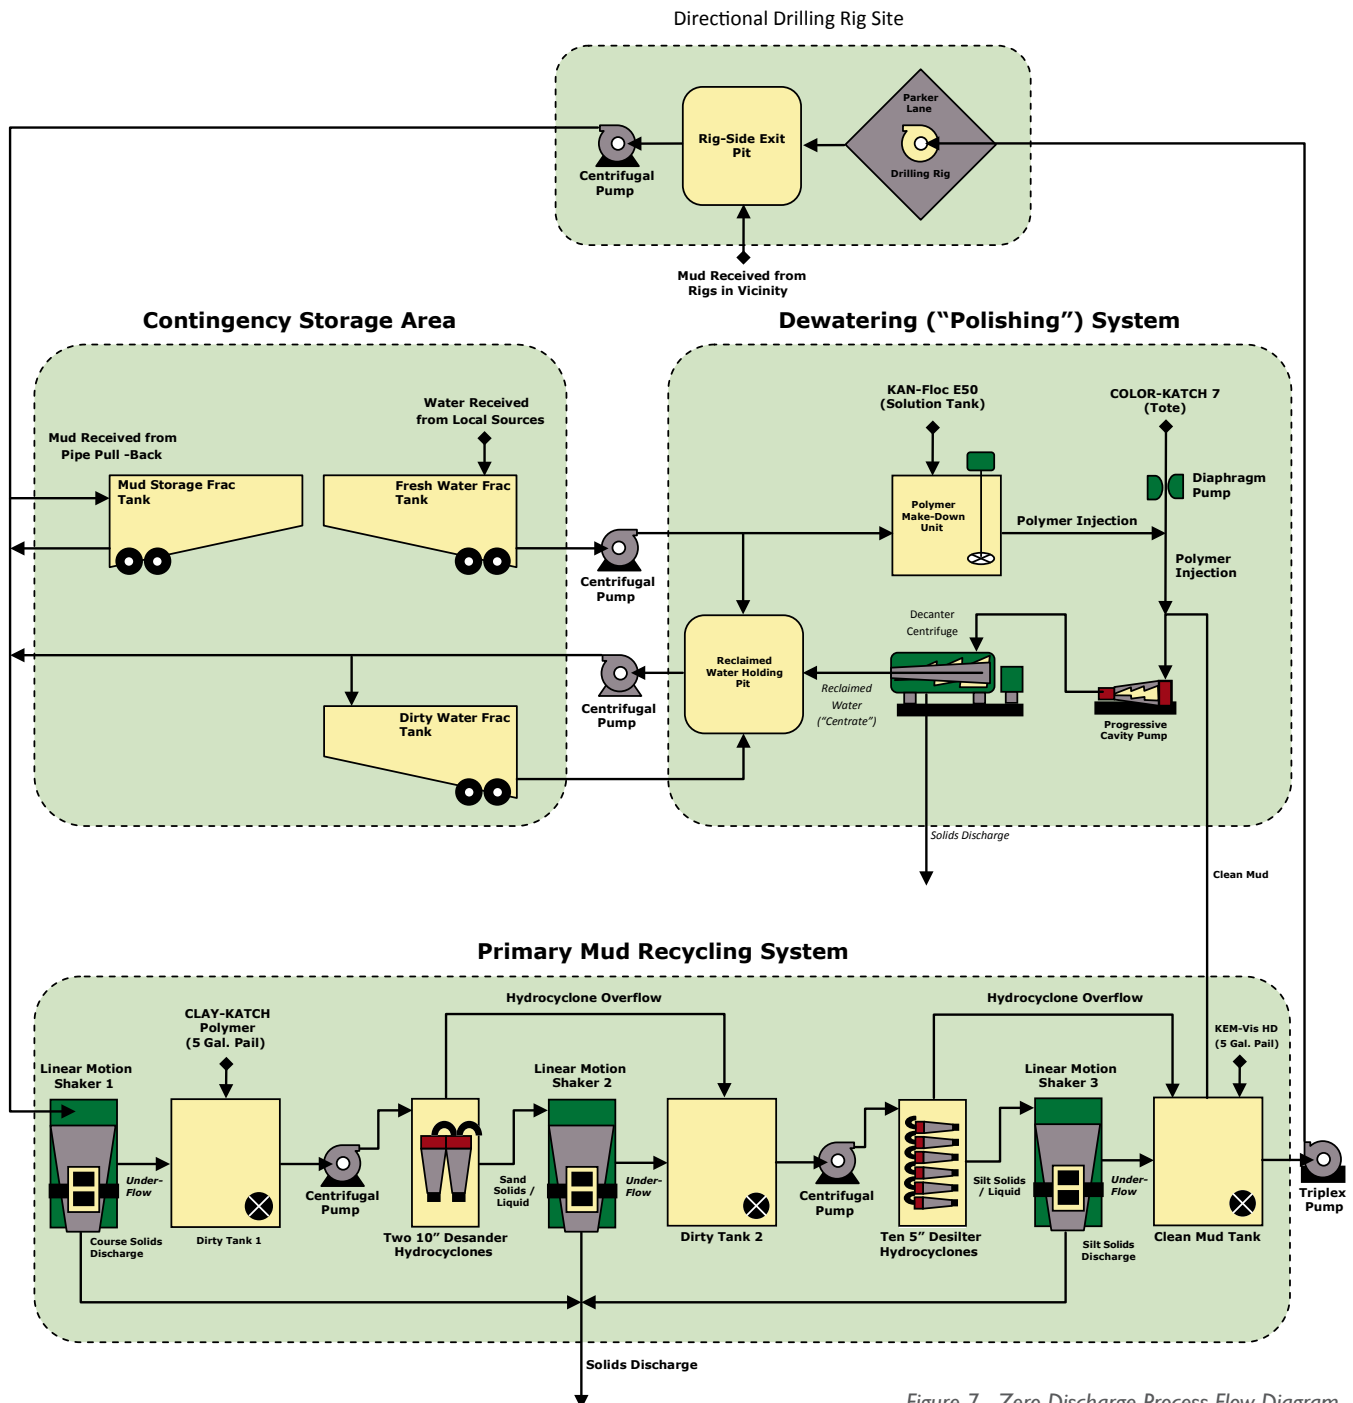 Directional Drilling Rig Site
Parker
Lane
Drilling Rig
Rig-Side Exit
Pit
Centrifugal
Pump
Mud Received from
Rigs in Vicinity
Contingency Storage Area
Water Received
from Local Sources
Mud Received from
Pipe Pull -Back
Mud Storage Frac
Tank
Fresh Water Frac
Tank
Centrifugal
Pump
Dirty Water Frac
Tank
Centrifugal
Pump
Dewatering (“Polishing”) System
KAN-Floc E50
(Solution Tank)
COLOR-KATCH 7
(Tote)
Diaphragm
Pump
Polymer
Make-Down
Unit
Polymer Injection
Polymer
Injection
Decanter
Centrifuge
Reclaimed
Water Holding
Pit
Reclaimed
Water
(“Centrate”)
Progressive
Cavity Pump
Solids Discharge
Clean Mud
Primary Mud Recycling System
Hydrocyclone Overflow
Hydrocyclone Overflow
CLAY-KATCH
Polymer
(5 Gal. Pail)
KEM-Vis HD
(5 Gal. Pail)
Linear Motion
Shaker 1
Linear Motion
Shaker 2
Linear Motion
Shaker 3
Under-
Flow
Centrifugal
Pump
Sand
Solids /
Liquid
Under-
Flow
Centrifugal
Pump
Silt Solids
/ Liquid
Under-
Flow
Triplex
Pump
Course Solids
Discharge
Dirty Tank 1
Two 10” Desander
Hydrocyclones
Dirty Tank 2
Ten 5” Desilter
Hydrocyclones
Silt Solids
Discharge
Clean Mud Tank
Solids Discharge
Figure 7 - Zero Discharge Process Flow Diagram